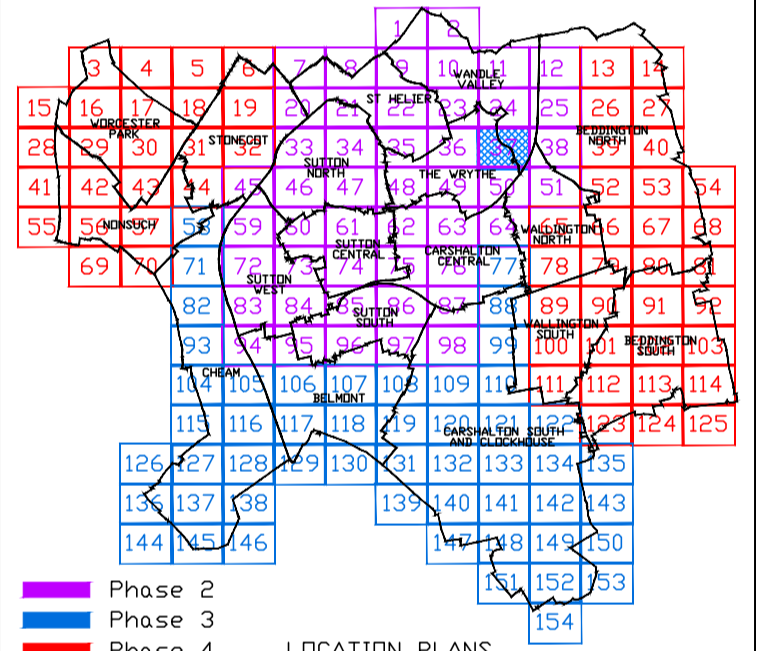 1 2
3 4 5 6 7 8 9 10 11 12 13 14
WANDLE
VALLEY
ST HELIER
15 16 17 18 19 20 21 22 23 24 25 26 27
WORCESTER
PARK
STONECOT
BEDDINGTON
NORTH
28 29 30 31 32 33 34 35 36 38 39 40
SUTTON
NORTH
THE WRYTHE
41 42 43 44 45 46 47 48 49 50 51 52 53 54
55 56 57 58 59 60 61 62 63 64 65 66 67 68
NONSUCH
WALLINGTON
NORTH
SUTTON
CENTRAL
CARSHALTON
CENTRAL
69 70 71 72 73 74 75 76 77 78 79 80 81
SUTTON
WEST
82 83 84 85 86 87 88 89 90 91 92
SUTTON
SOUTH
WALLINGTON
SOUTH
93 94 95 96 97 98 99 100 101 102 103
BEDDINGTON
SOUTH
CHEAM
104 105 106 107 108 109 110 111 112 113 114
BELMONT
115 116 117 118 119 120 121 122 123 124 125
CARSHALTON SOUTH
AND CLOCKHOUSE
126 127 128 129 130 131 132 133 134 135
136 137 138 139 140 141 142 143
144 145 146 147 148 149 150
151 152 153
154
Phase 2
Phase 3
Phase 4
LOCATION PLANS